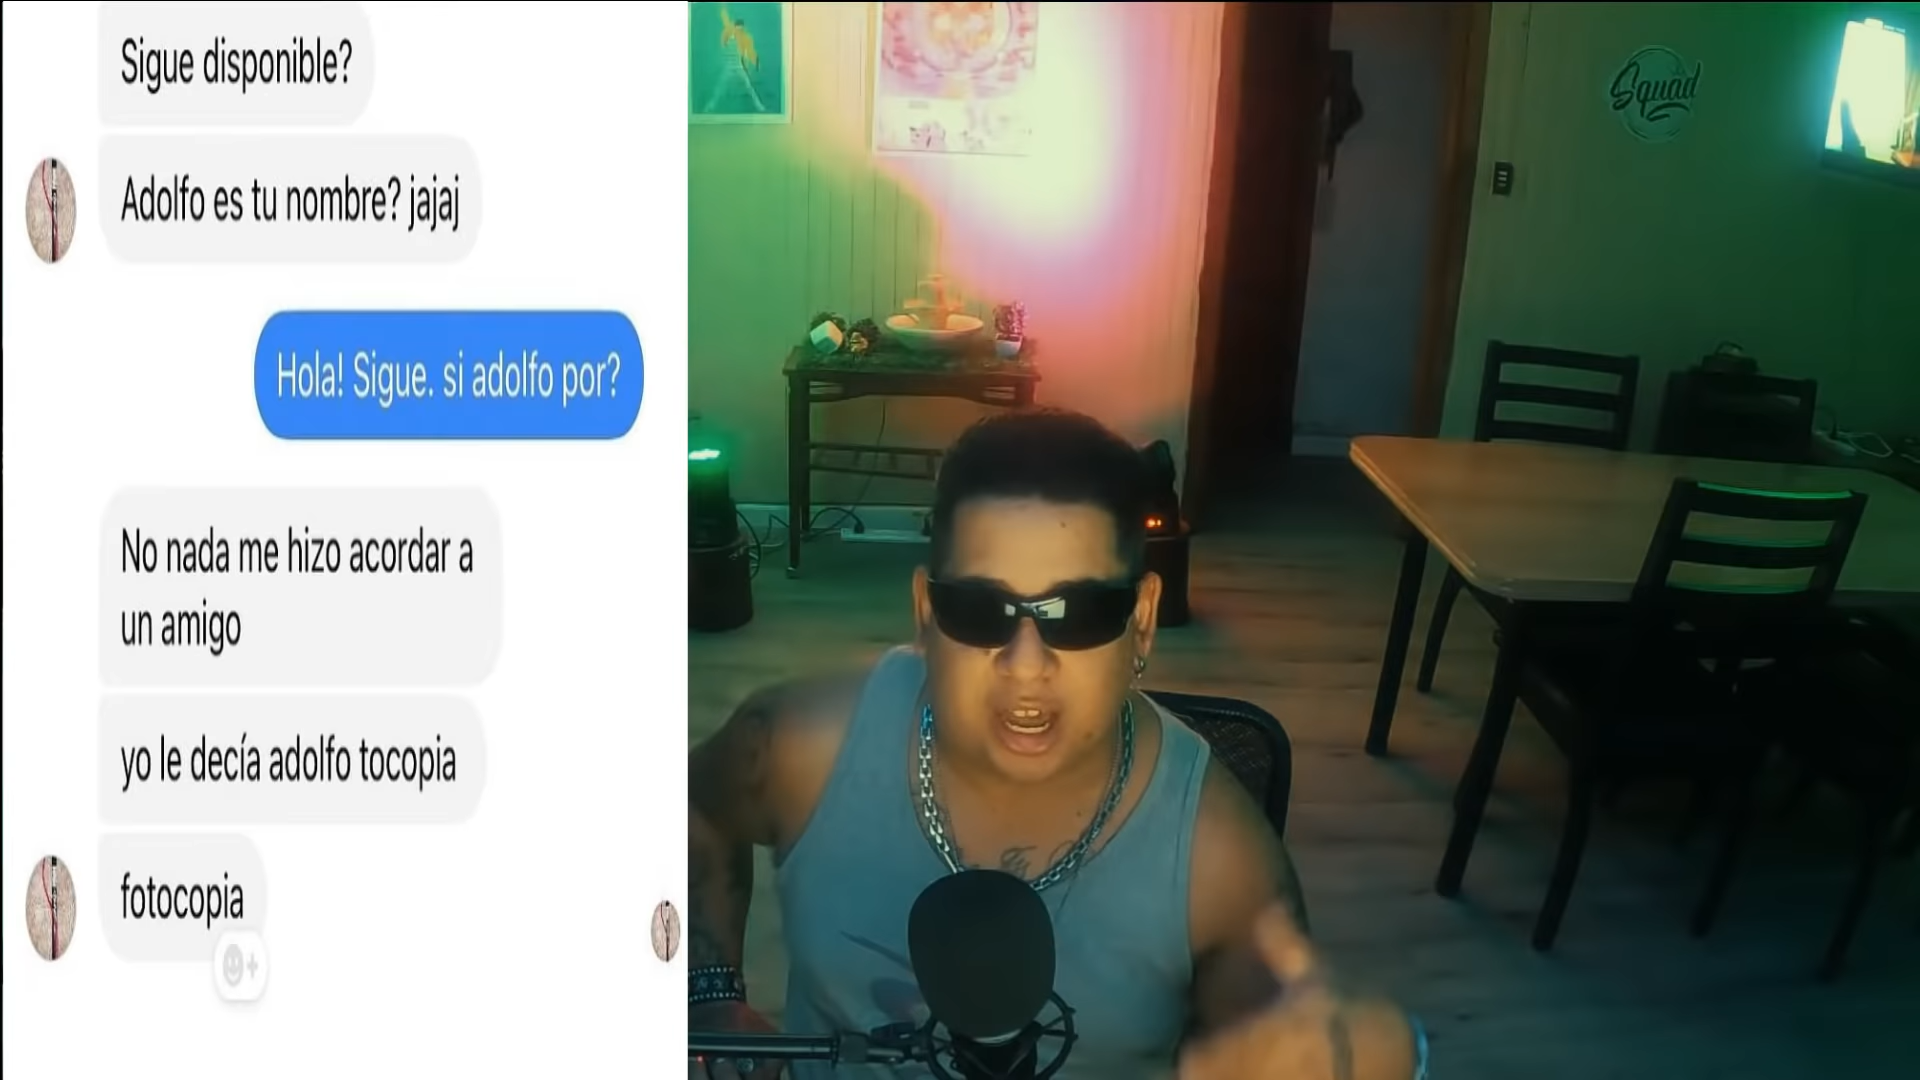 Sigue disponible?
Adolfo es tu nombre? jajaj
Hola! Sigue. si adolfo por?
No nada me hizo acordar a
un amigo
yo le decía adolfo tocopia
fotocopia
Squad